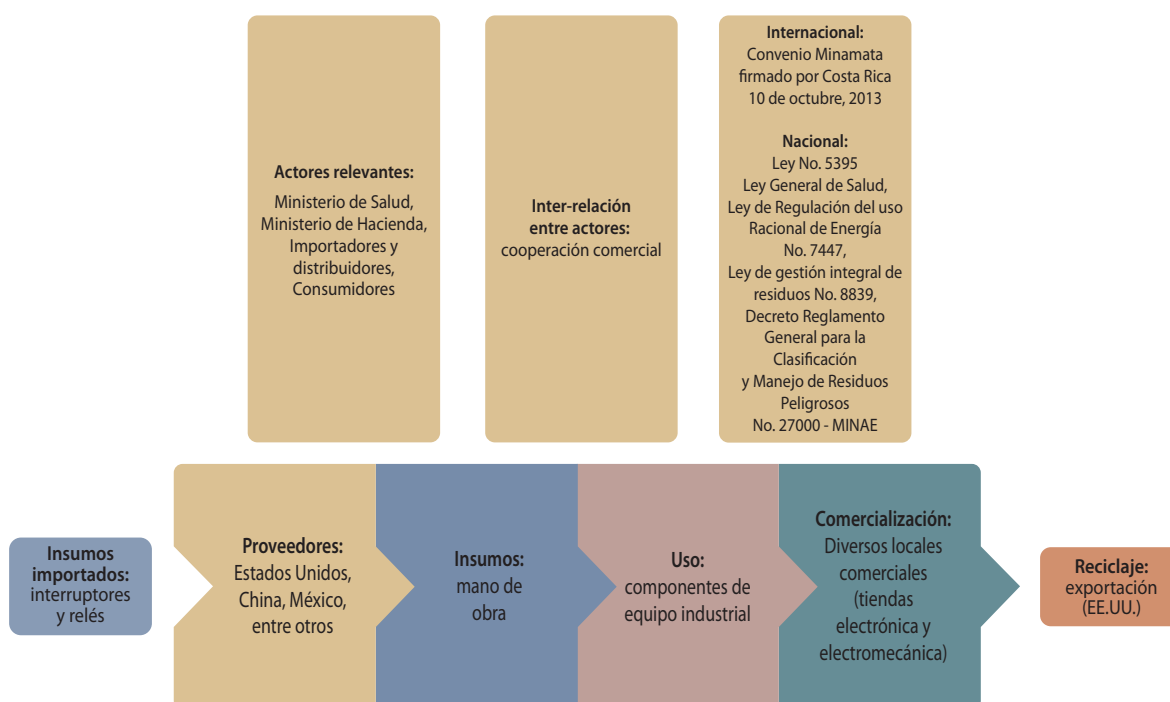 Actores relevantes:
Ministerio de Salud,
Ministerio de Hacienda,
Importadores y
distribuidores,
Consumidores
Inter-relación
entre actores:
cooperación comercial
Internacional:
Convenio Minamata
firmado por Costa Rica
10 de octubre, 2013
Nacional:
Ley No. 5395
Ley General de Salud,
Ley de Regulación del uso
Racional de Energía
No. 7447,
Ley de gestión integral de
residuos No. 8839,
Decreto Reglamento
General para la
Clasificación
y Manejo de Residuos
Peligrosos
No. 27000 - MINAE
Insumos
importados:
interruptores
y relés
Proveedores:
Estados Unidos,
China, México,
entre otros
Insumos:
mano de
obra
Uso:
componentes de
equipo industrial
Comercialización:
Diversos locales
comerciales
(tiendas
electrónica y
electromecánica)
Reciclaje:
exportación
(EE.UU.)